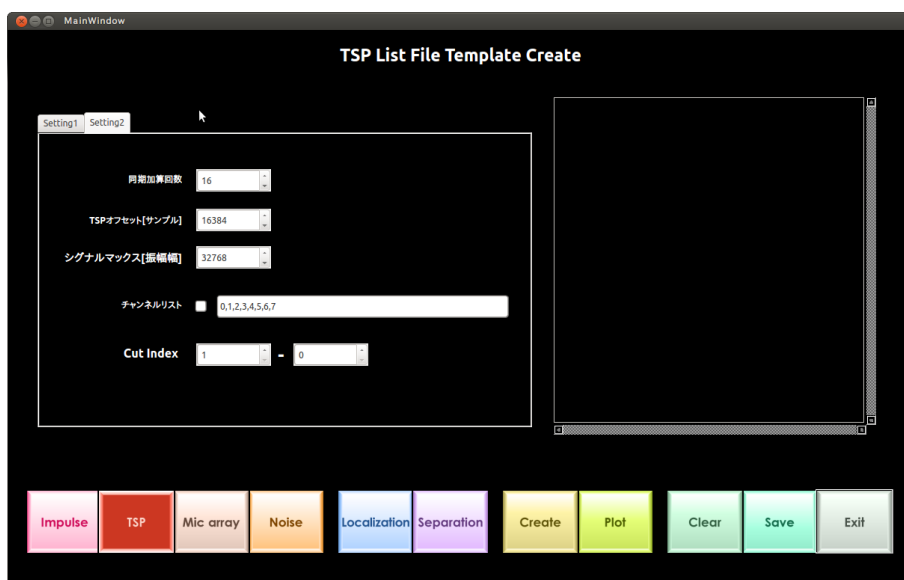 MainWindow
TSP List File Template Create
Setting1 Setting2
同期加算回数 16
TSPオフセット[サンプル] 16384
シグナルマックス[振幅幅] 32768
チャンネルリスト 0,1,2,3,4,5,6,7
Cut Index 1 - 0
Impulse TSP Mic array Noise Localization Separation Create Plot Clear Save Exit